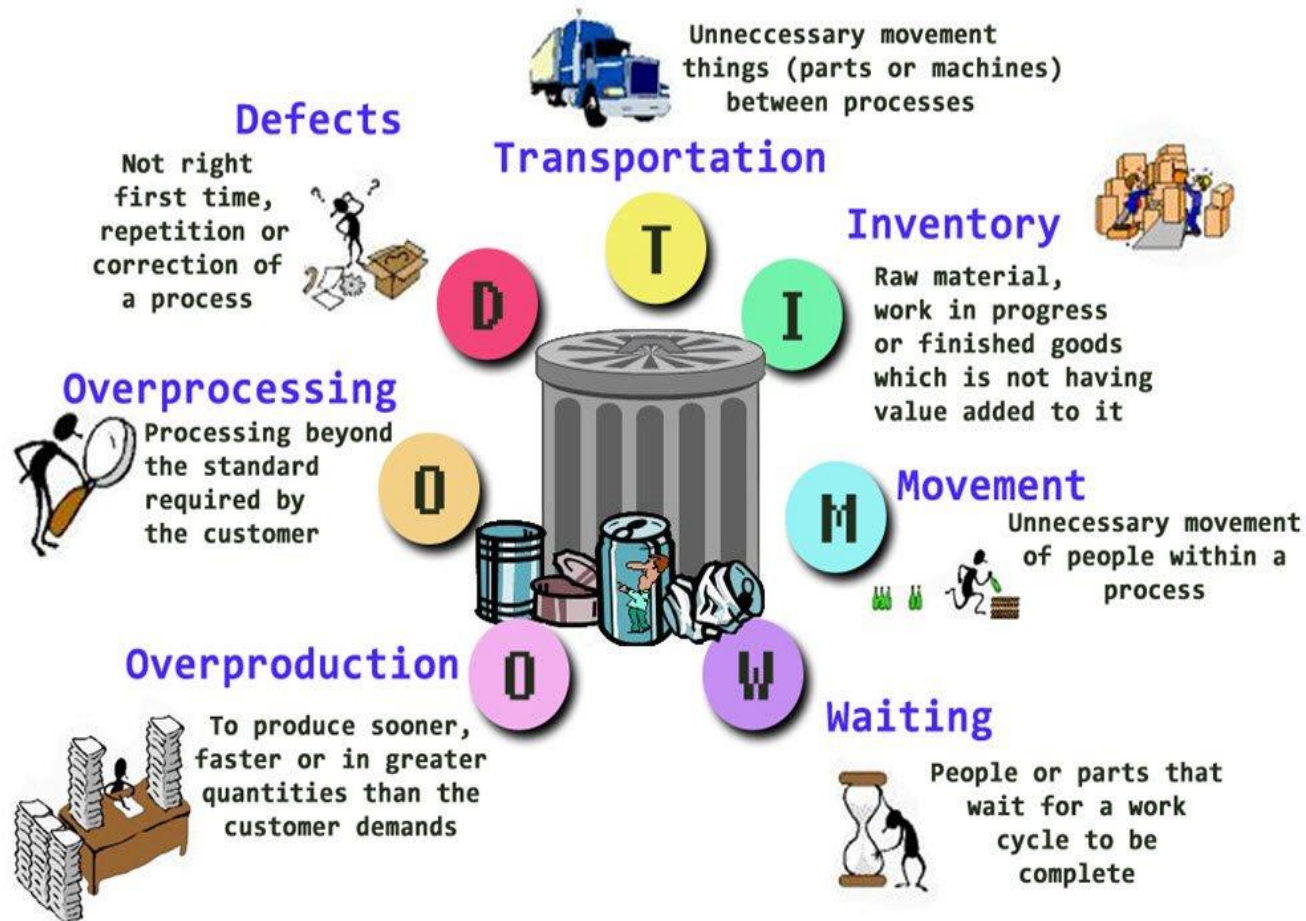 Transportation
Unneccessary movement
things (parts or machines)
between processes
T
Inventory
Raw material,
work in progress
or finished goods
which is not having
value added to it
I
Movement
Unnecessary movement
of people within a
process
M
Waiting
People or parts that
wait for a work
cycle to be
complete
W
Overproduction
To produce sooner,
faster or in greater
quantities than the
customer demands
O
Overprocessing
Processing beyond
the standard
required by
the customer
O
Defects
Not right
first time,
repetition or
correction of
a process
D
? ?